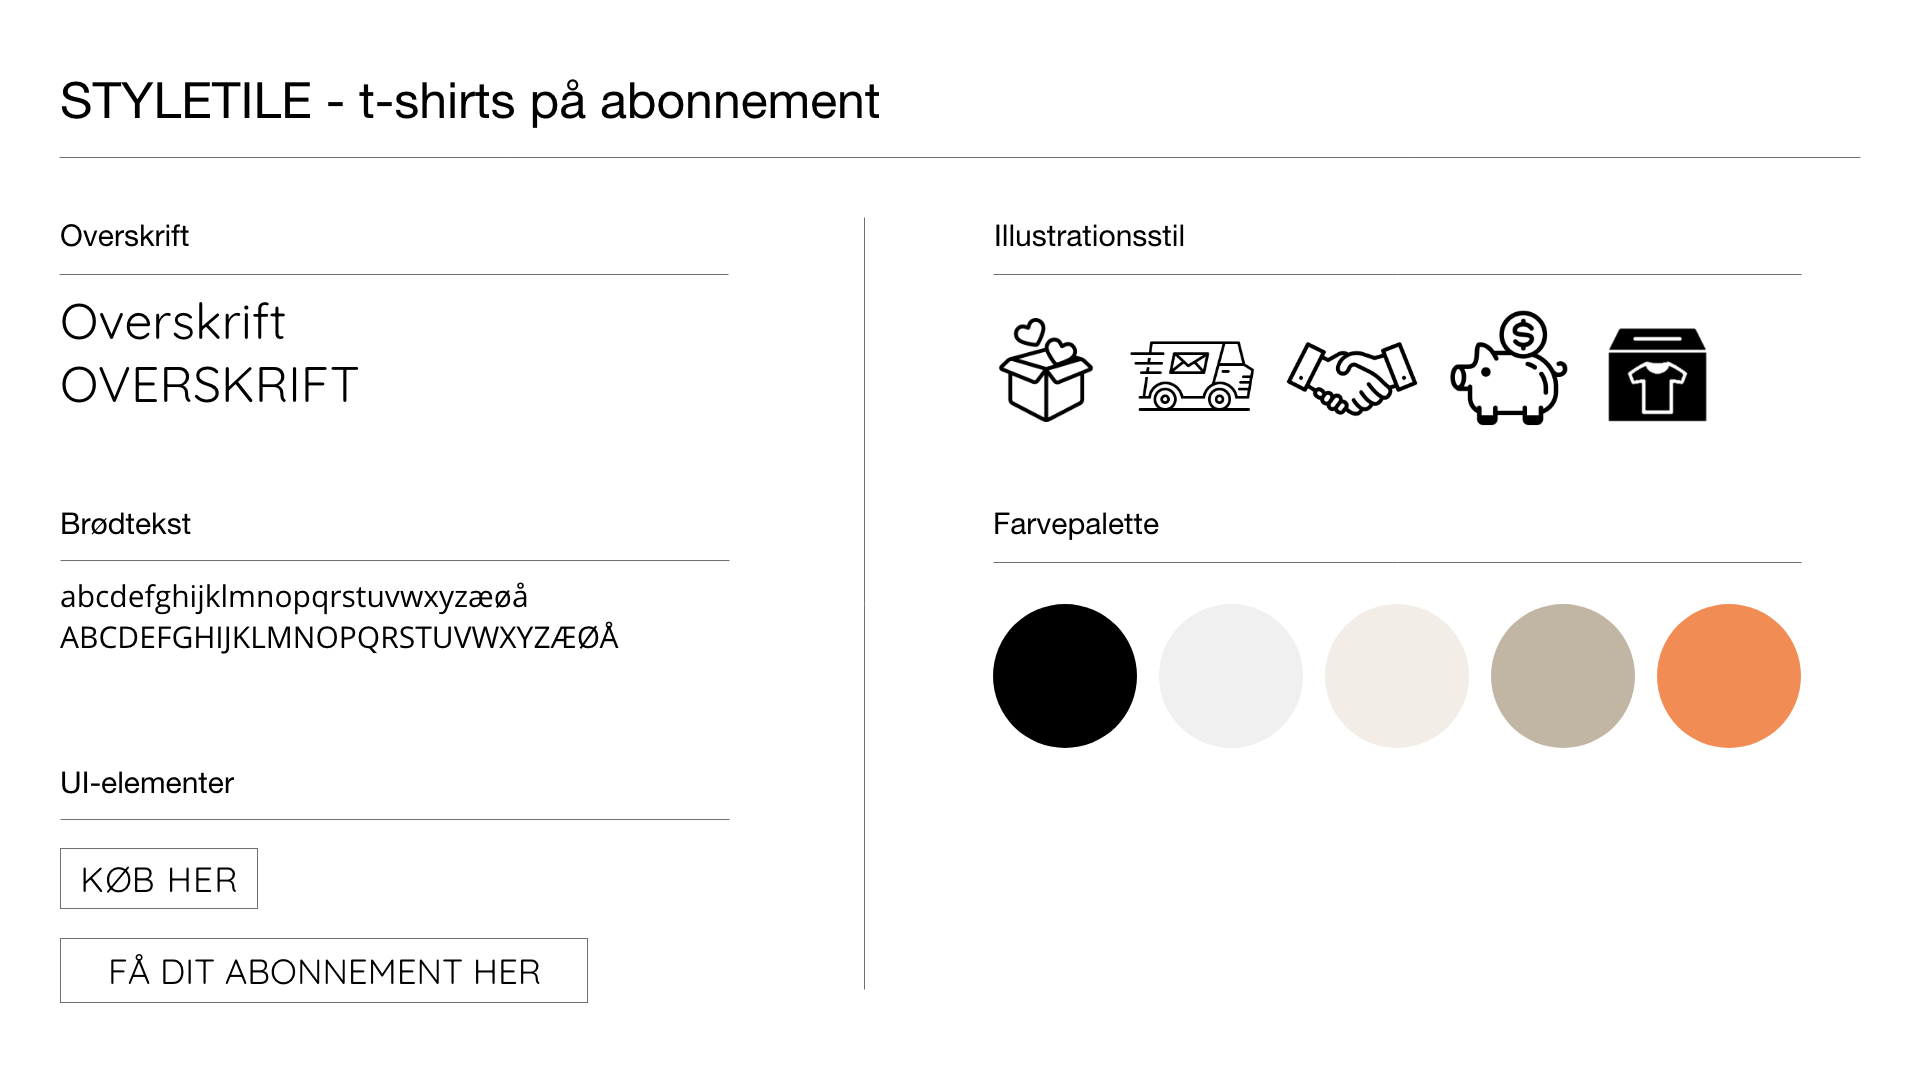 STYLETILE - t-shirts på abonnement
Overskrift
Overskrift
OVERSKRIFT
Brødtekst
abcdefghijklmnopqrstuvwxyzæøå
ABCDEFGHIJKLMNOPQRSTUVWXYZÆØÅ
UI-elementer
KØB HER
FÅ DIT ABONNEMENT HER
Illustrationsstil
$
Farvepalette